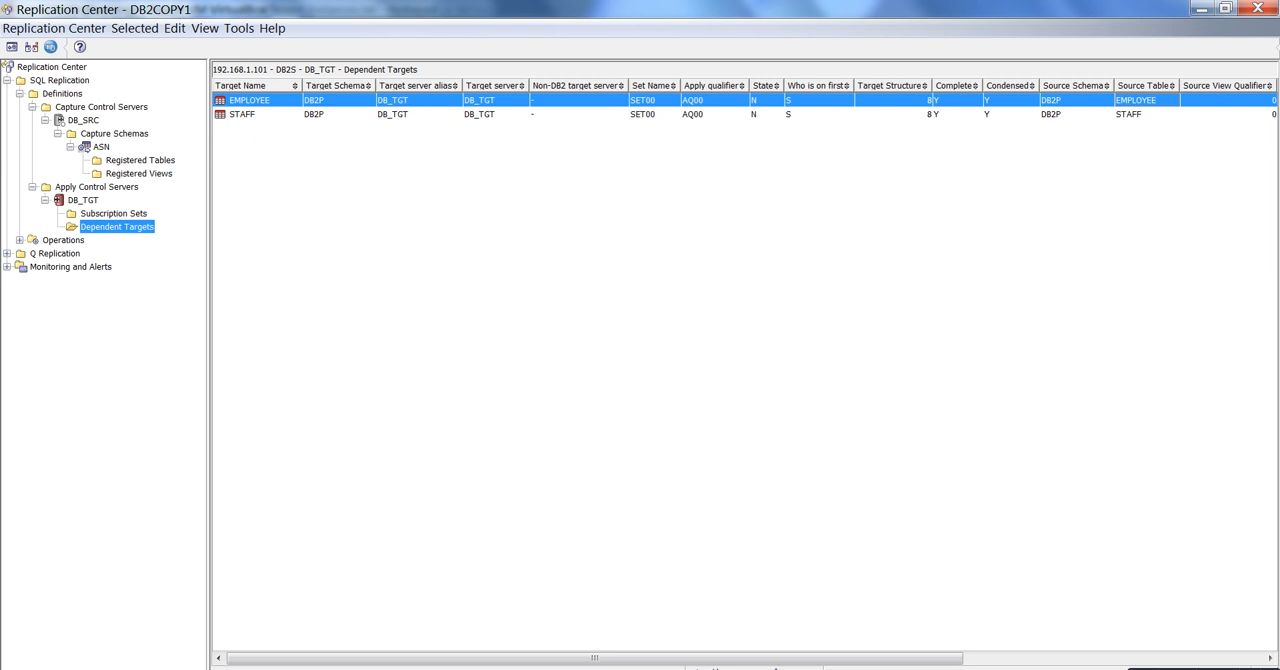 Replication Center - DB2COPY1
Replication Center Selected Edit View Tools Help
Replication Center
SQL Replication
Definitions
Capture Control Servers
DB_SRC
Capture Schemas
ASN
Registered Tables
Registered Views
Apply Control Servers
DB_TGT
Subscription Sets
Dependent Targets
Operations
Q Replication
Monitoring and Alerts
192.168.1.101 - DB2S - DB_TGT - Dependent Targets
Target Name Target Schema Target server alias Target server Non-DB2 target server Set Name Apply qualifier State Who is on first Target Structure Complete Condensed Source Schema Source Table Source View Qualifier
EMPLOYEE DB2P DB_TGT DB_TGT - SET00 AQ00 N S 8 Y Y DB2P EMPLOYEE 0
STAFF DB2P DB_TGT DB_TGT - SET00 AQ00 N S 8 Y Y DB2P STAFF 0